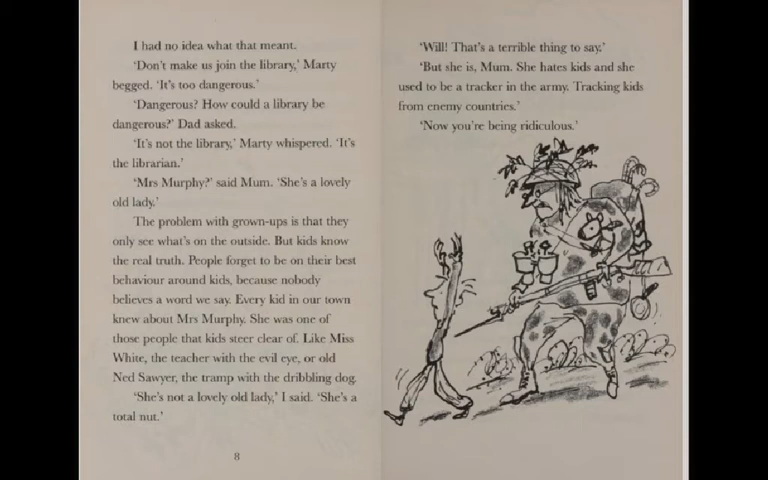 I had no idea what that meant.
‘Don’t make us join the library,’ Marty
begged. ‘It’s too dangerous.’
‘Dangerous? How could a library be
dangerous?’ Dad asked.
‘It’s not the library,’ Marty whispered. ‘It’s
the librarian.’
‘Mrs Murphy?’ said Mum. ‘She’s a lovely
old lady.’
The problem with grown-ups is that they
only see what’s on the outside. But kids know
the real truth. People forget to be on their best
behaviour around kids, because nobody
believes a word we say. Every kid in our town
knew about Mrs Murphy. She was one of
those people that kids steer clear of. Like Miss
White, the teacher with the evil eye, or old
Ned Sawyer, the tramp with the dribbling dog.
‘She’s not a lovely old lady,’ I said. ‘She’s a
total nut.’
8
‘Will! That’s a terrible thing to say.’
‘But she is, Mum. She hates kids and she
used to be a tracker in the army. Tracking kids
from enemy countries.’
‘Now you’re being ridiculous.’